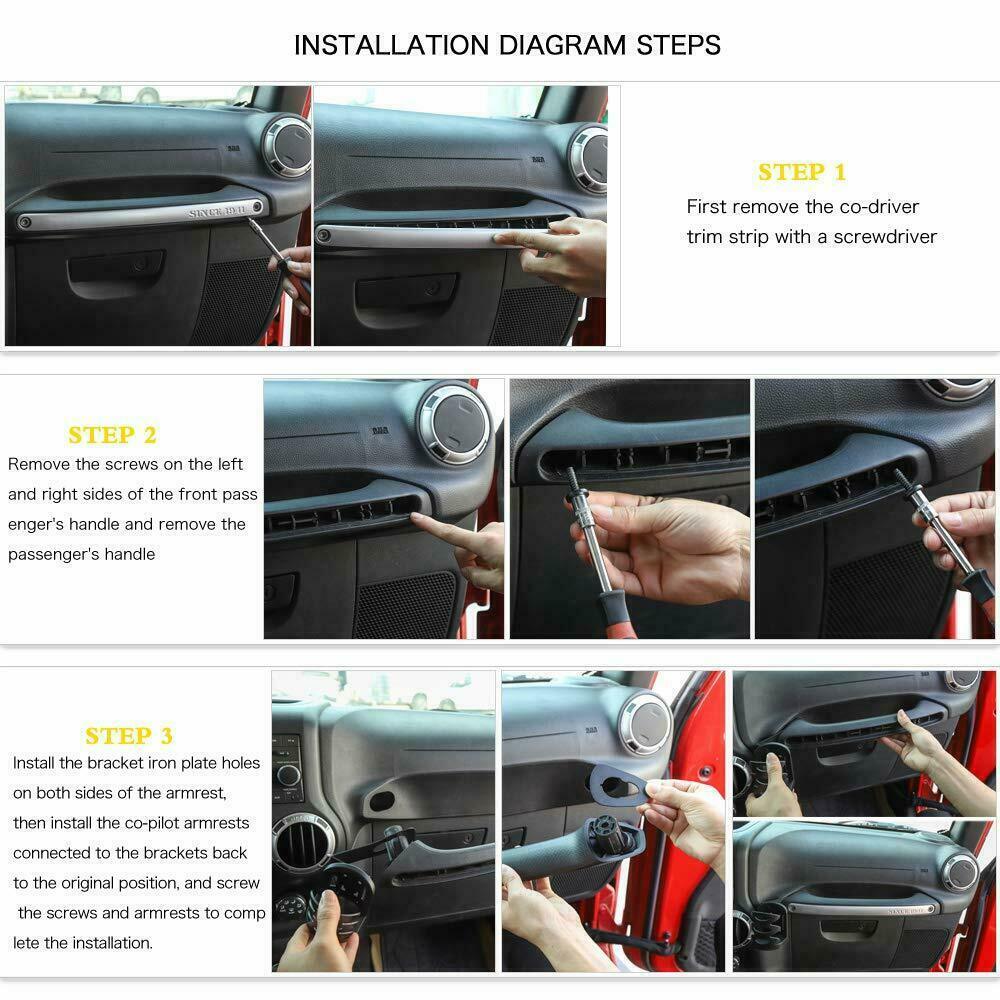 INSTALLATION DIAGRAM STEPS
SINCE 1941
STEP 1
First remove the co-driver
trim strip with a screwdriver
STEP 2
Remove the screws on the left
and right sides of the front pass
enger's handle and remove the
passenger's handle
STEP 3
Install the bracket iron plate holes
on both sides of the armrest,
then install the co-pilot armrests
connected to the brackets back
to the original position, and screw
the screws and armrests to comp
lete the installation.
SINCE 1941